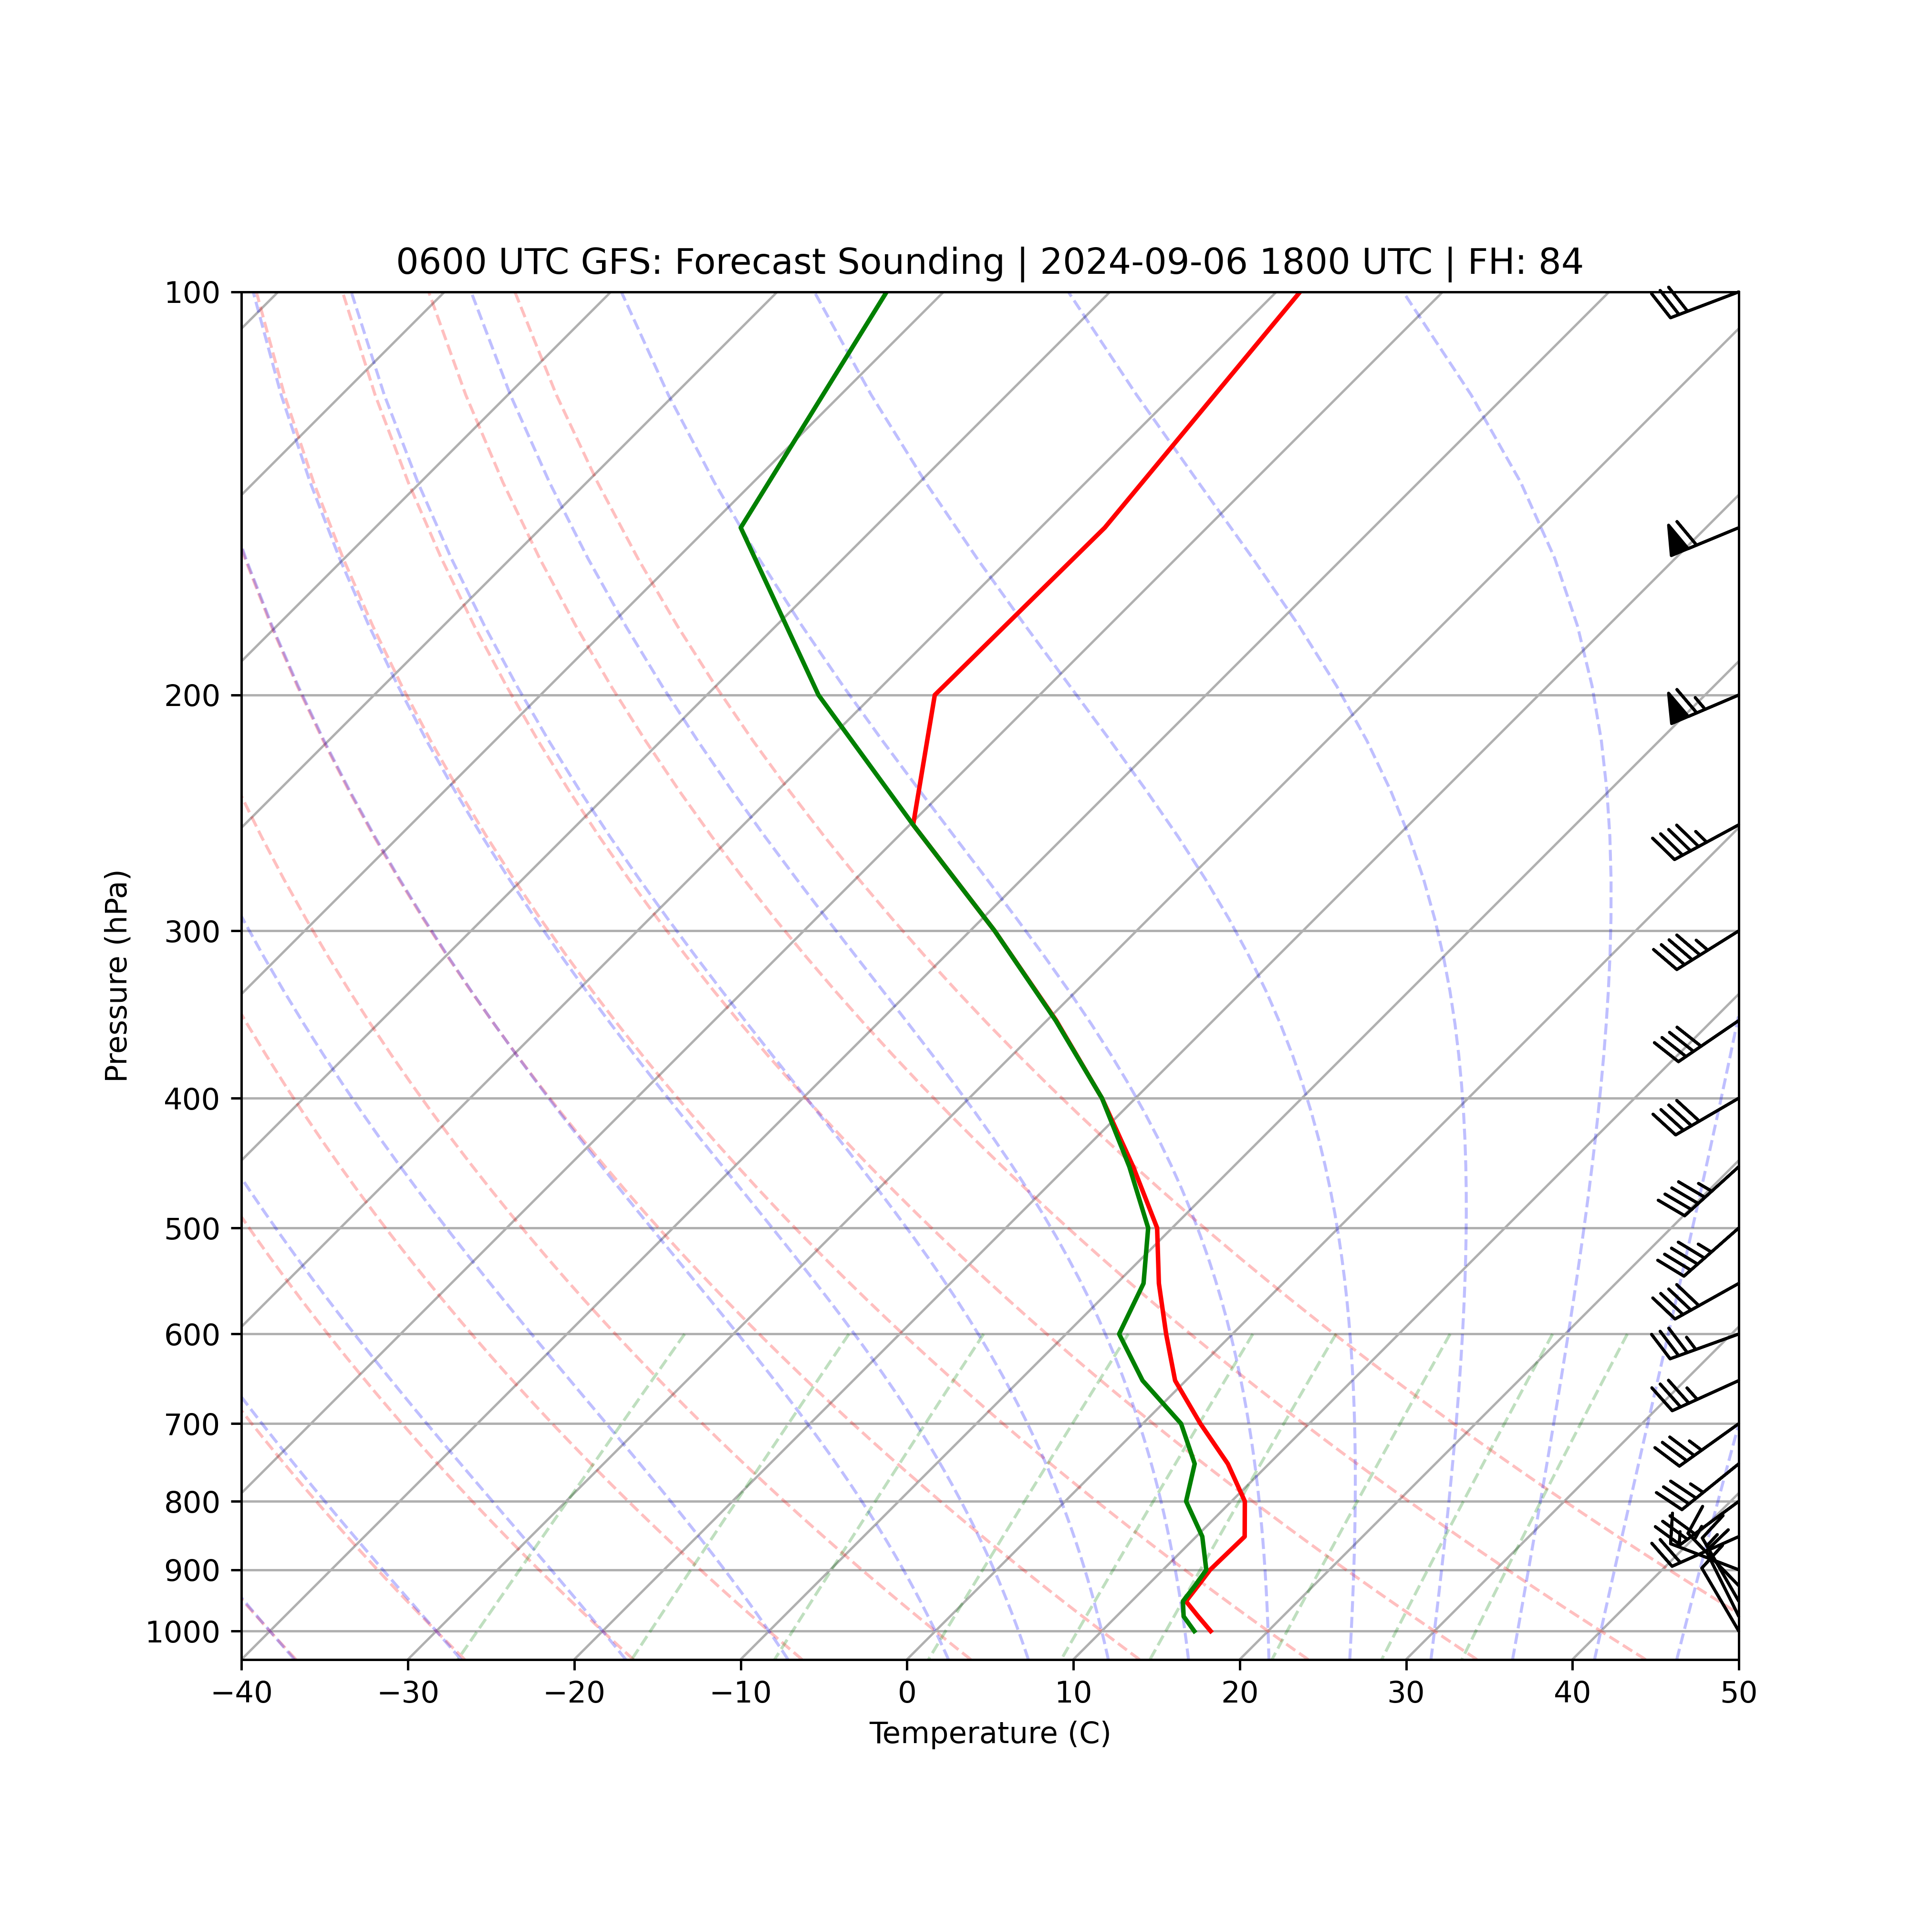 0600 UTC GFS: Forecast Sounding | 2024-09-06 1800 UTC | FH: 84
100
200
300
400
500
600
700
800
900
1000
Pressure (hPa)
−40 −30 −20 −10 0 10 20 30 40 50
Temperature (C)